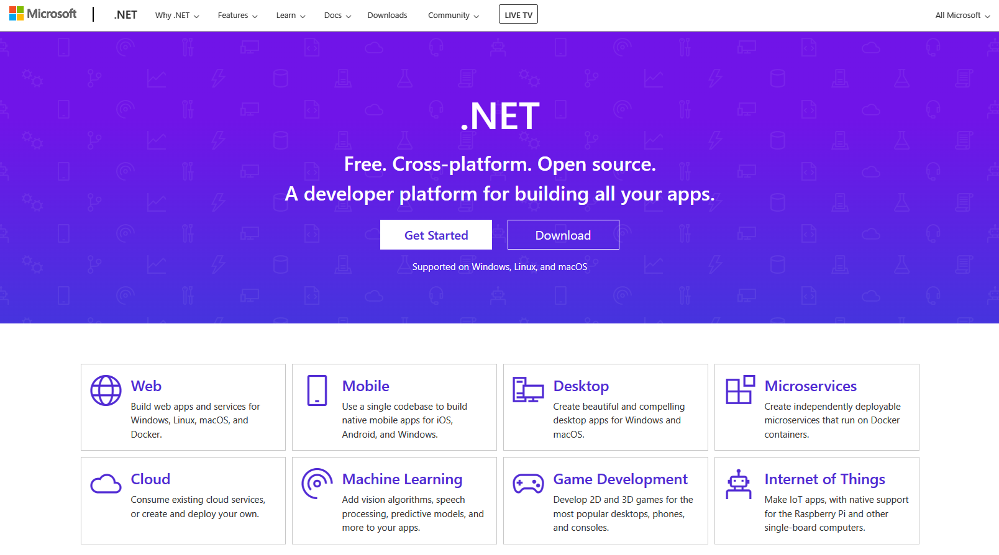 Microsoft
.NET
Why .NET
Features
Learn
Docs
Downloads
Community
LIVE TV
All Microsoft
.NET
Free. Cross-platform. Open source.
A developer platform for building all your apps.
Get Started
Download
Supported on Windows, Linux, and macOS
Web
Build web apps and services for
Windows, Linux, macOS, and
Docker.
Mobile
Use a single codebase to build
native mobile apps for iOS,
Android, and Windows.
Desktop
Create beautiful and compelling
desktop apps for Windows and
macOS.
Microservices
Create independently deployable
microservices that run on Docker
containers.
Cloud
Consume existing cloud services,
or create and deploy your own.
Machine Learning
Add vision algorithms, speech
processing, predictive models, and
more to your apps.
Game Development
Develop 2D and 3D games for the
most popular desktops, phones,
and consoles.
Internet of Things
Make IoT apps, with native support
for the Raspberry Pi and other
single-board computers.